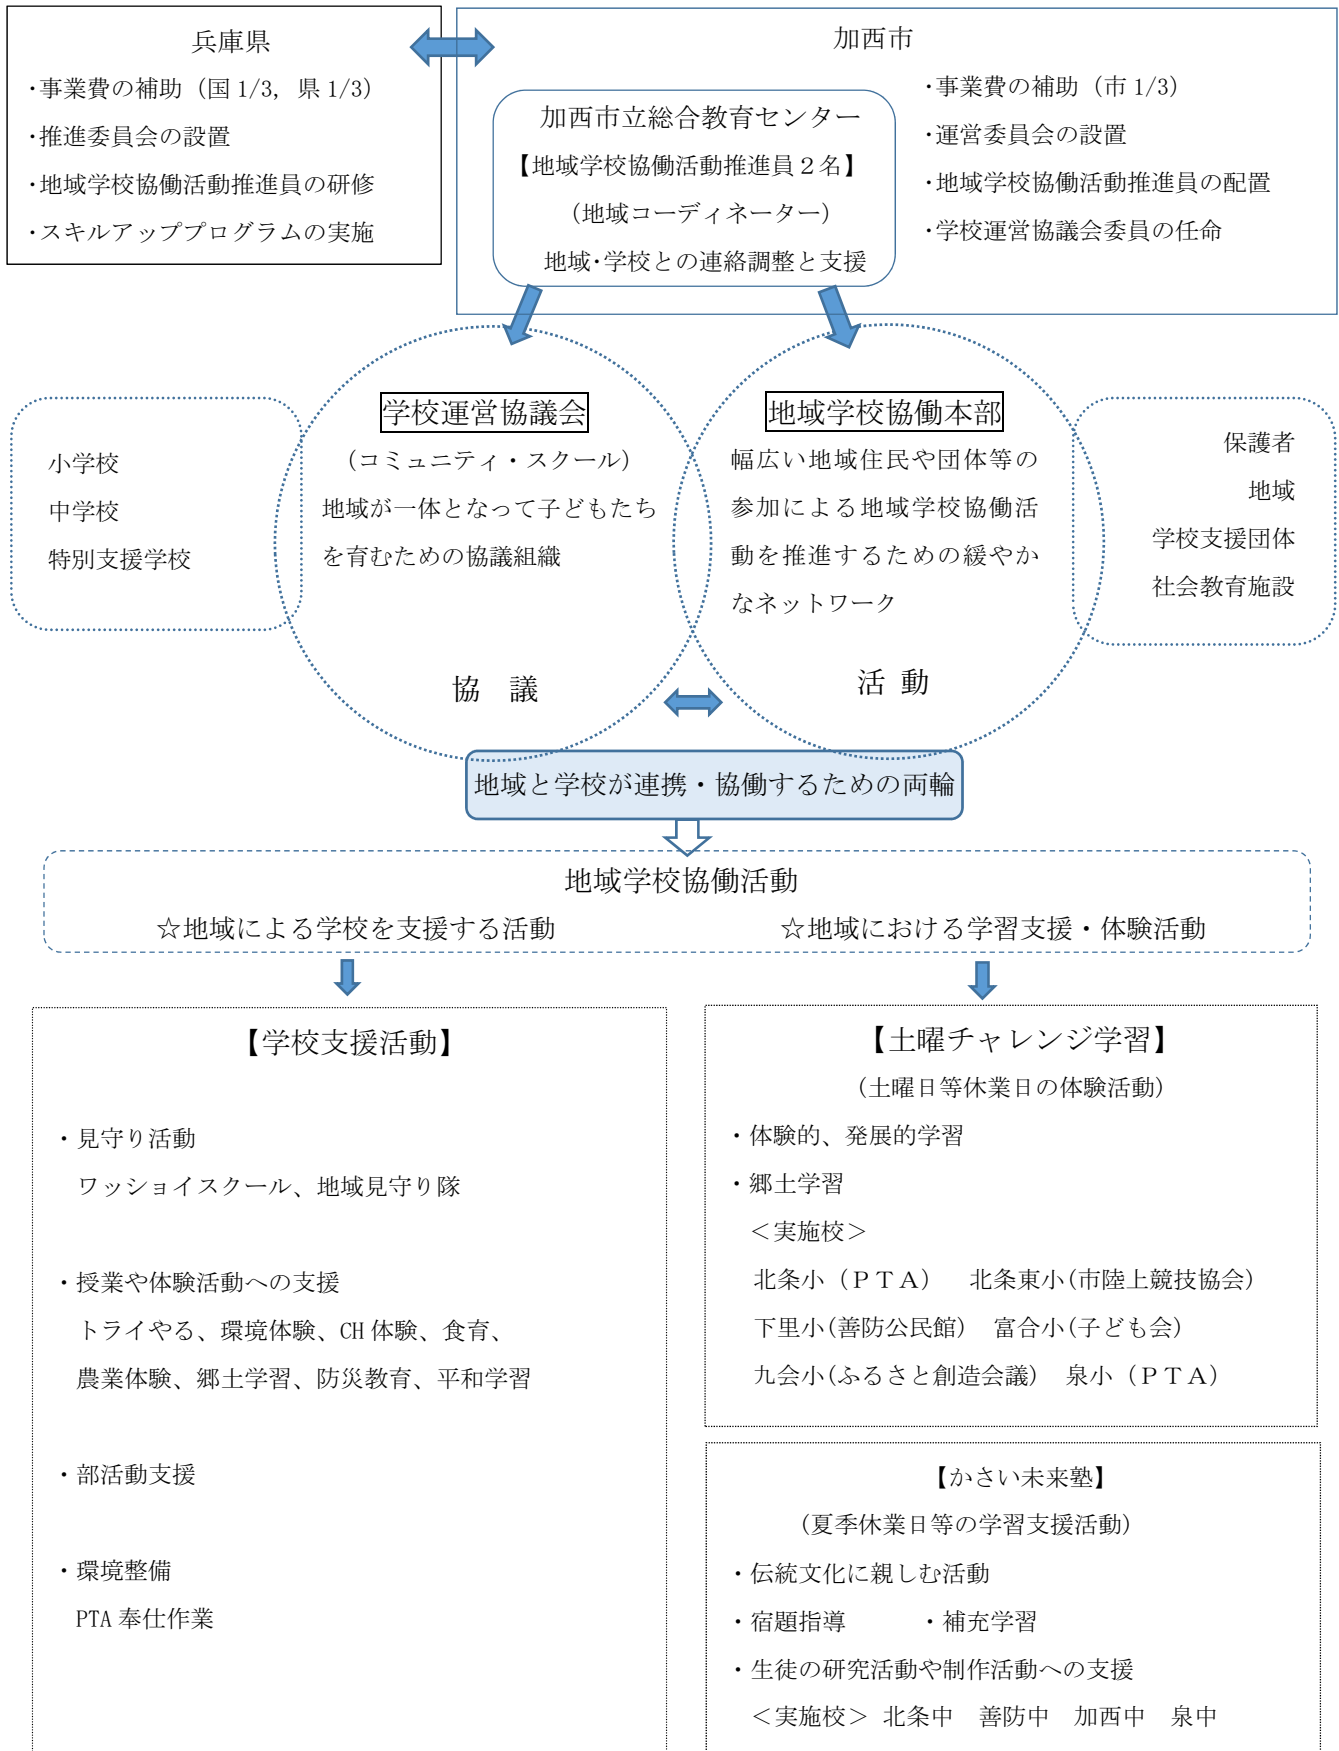 兵庫県
・事業費の補助（国 1/3, 県 1/3）
・推進委員会の設置
・地域学校協働活動推進員の研修
・スキルアッププログラムの実施
加西市
加西市立総合教育センター
【地域学校協働活動推進員２名】
（地域コーディネーター）
地域・学校との連絡調整と支援
・事業費の補助（市 1/3）
・運営委員会の設置
・地域学校協働活動推進員の配置
・学校運営協議会委員の任命
小学校
中学校
特別支援学校
学校運営協議会
（コミュニティ・スクール）
地域が一体となって子どもたち
を育むための協議組織
協　議
地域学校協働本部
幅広い地域住民や団体等の
参加による地域学校協働活
動を推進するための緩やか
なネットワーク
活 動
保護者
地域
学校支援団体
社会教育施設
地域と学校が連携・協働するための両輪
地域学校協働活動
☆地域による学校を支援する活動
☆地域における学習支援・体験活動
【学校支援活動】
・見守り活動
ワッショイスクール、地域見守り隊
・授業や体験活動への支援
トライやる、環境体験、CH 体験、食育、
農業体験、郷土学習、防災教育、平和学習
・部活動支援
・環境整備
PTA 奉仕作業
【土曜チャレンジ学習】
（土曜日等休業日の体験活動）
・体験的、発展的学習
・郷土学習
＜実施校＞
北条小（ＰＴＡ）　北条東小(市陸上競技協会)
下里小(善防公民館)　富合小(子ども会)
九会小(ふるさと創造会議)　泉小（ＰＴＡ）
【かさい未来塾】
（夏季休業日等の学習支援活動）
・伝統文化に親しむ活動
・宿題指導　　　・補充学習
・生徒の研究活動や制作活動への支援
＜実施校＞ 北条中　善防中　加西中　泉中